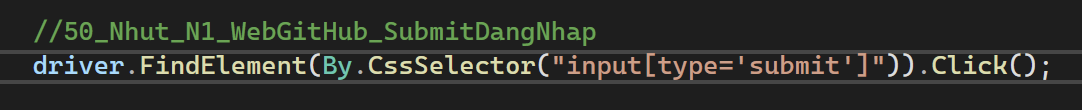 //50_Nhut_N1_WebGitHub_SubmitDangNhap
driver.FindElement(By.CssSelector("input[type='submit']")).Click();